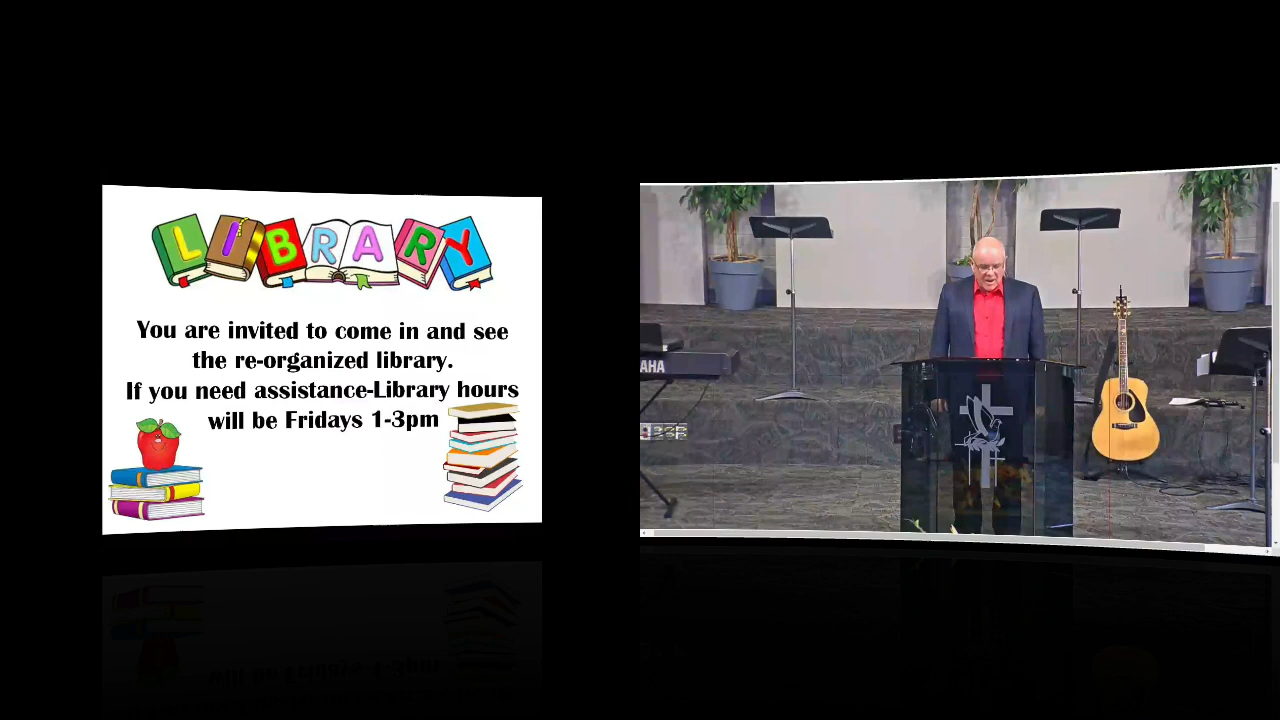 LIBRARY
You are invited to come in and see
the re-organized library.
If you need assistance-Library hours
will be Fridays 1-3pm
AHA